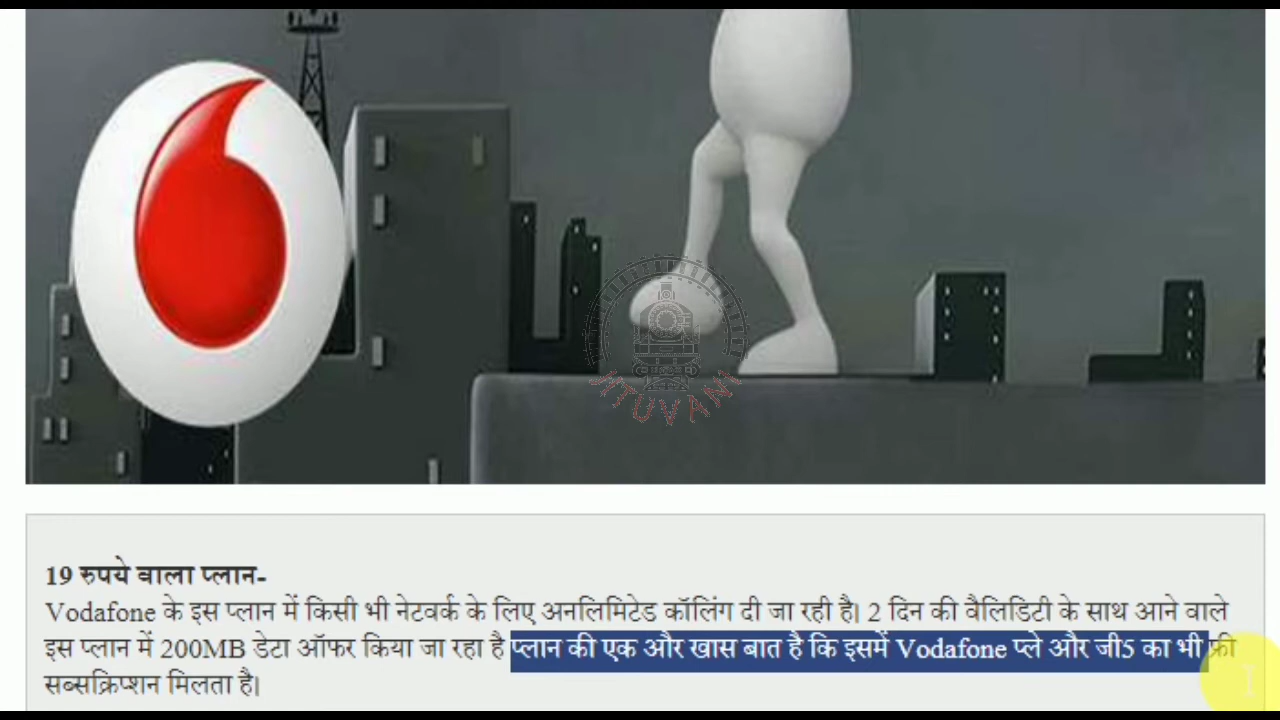 JITUVANI
19 रुपये वाला प्लान-
Vodafone के इस प्लान में किसी भी नेटवर्क के लिए अनलिमिटेड कॉलिंग दी जा रही है। 2 दिन की वैलिडिटी के साथ आने वाले
इस प्लान में 200MB डेटा ऑफर किया जा रहा है प्लान की एक और खास बात है कि इसमें Vodafone प्ले और जी5 का भी फ्री
सब्सक्रिप्शन मिलता है।